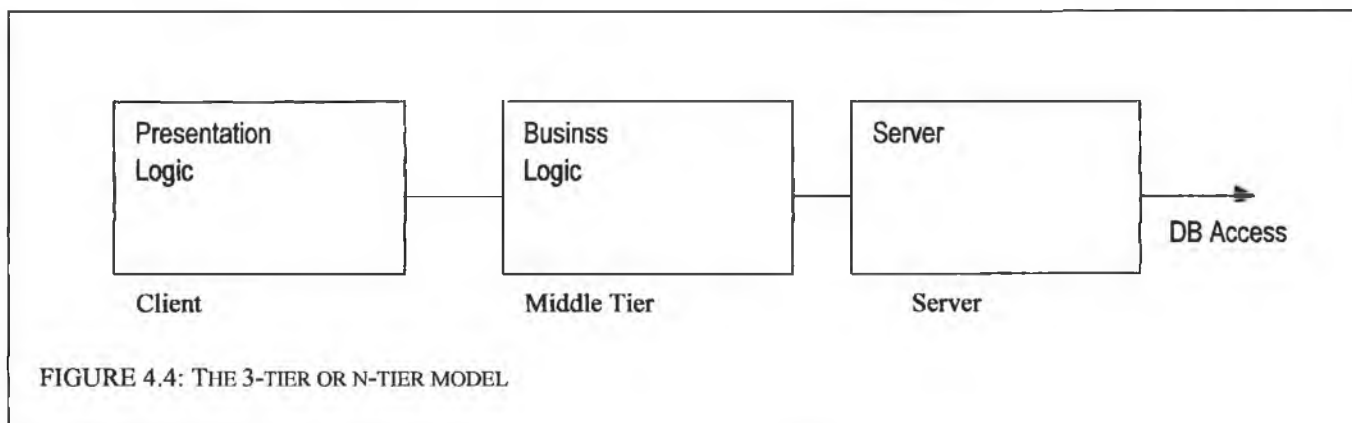 Presentation
Logic
Businss
Logic
Server
DB Access
Client
Middle Tier
Server
FIGURE 4.4: THE 3-TIER OR N-TIER MODEL